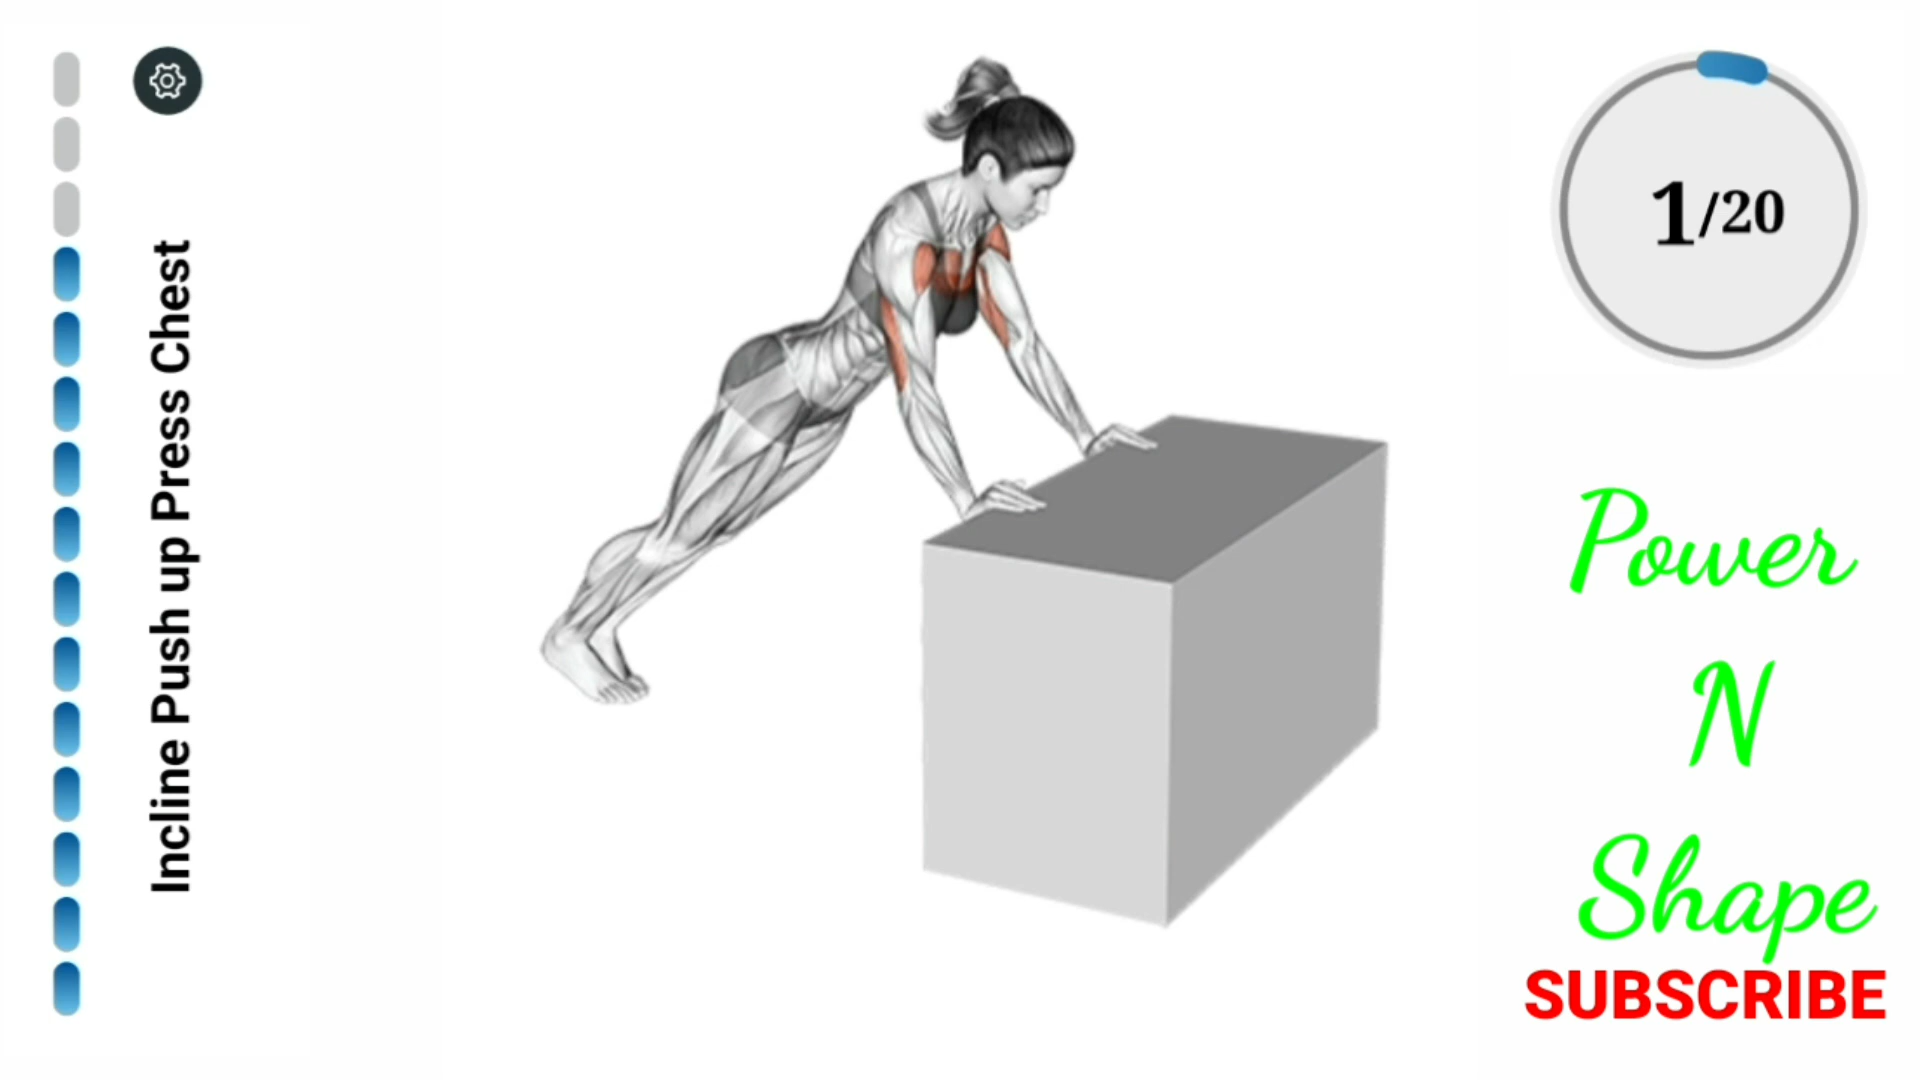 Incline Push up Press Chest
1/20
Power
N
Shape
SUBSCRIBE